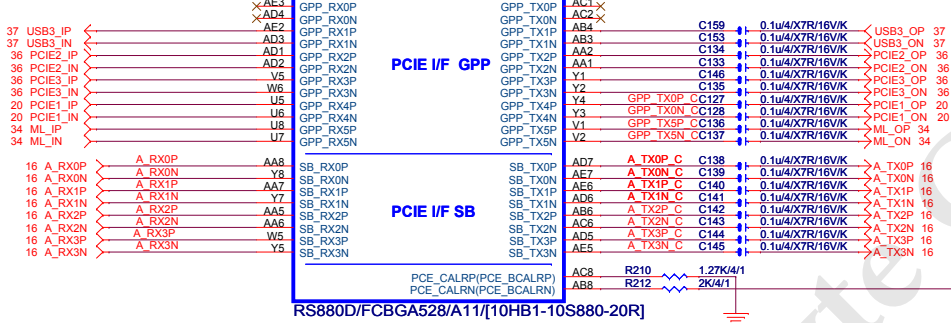 AE3 GPP_RX0P GPP_TX0P AC1
AD4 GPP_RX0N GPP_TX0N AC2
37 USB3_IP AE2 GPP_RX1P GPP_TX1P AB4 C159 0.1u/4/X7R/16V/K USB3_OP 37
37 USB3_IN AD3 GPP_RX1N GPP_TX1N AB3 C153 0.1u/4/X7R/16V/K USB3_ON 37
36 PCIE2_IP AD1 GPP_RX2P GPP_TX2P AA2 C134 0.1u/4/X7R/16V/K PCIE2_OP 36
36 PCIE2_IN AD2 GPP_RX2N PCIE I/F GPP GPP_TX2N AA1 C133 0.1u/4/X7R/16V/K PCIE2_ON 36
36 PCIE3_IP V5 GPP_RX3P GPP_TX3P Y1 C146 0.1u/4/X7R/16V/K PCIE3_OP 36
36 PCIE3_IN W6 GPP_RX3N GPP_TX3N Y2 C135 0.1u/4/X7R/16V/K PCIE3_ON 36
20 PCIE1_IP U5 GPP_RX4P GPP_TX4P Y4 GPP_TX0P_C C127 0.1u/4/X7R/16V/K PCIE1_OP 20
20 PCIE1_IN U6 GPP_RX4N GPP_TX4N Y3 GPP_TX0N_C C128 0.1u/4/X7R/16V/K PCIE1_ON 20
34 ML_IP U8 GPP_RX5P GPP_TX5P V1 GPP_TX5P_C C136 0.1u/4/X7R/16V/K ML_OP 34
34 ML_IN U7 GPP_RX5N GPP_TX5N V2 GPP_TX5N_C C137 0.1u/4/X7R/16V/K ML_ON 34
16 A_RX0P A_RX0P AA8 SB_RX0P SB_TX0P AD7 A_TX0P_C C138 0.1u/4/X7R/16V/K A_TX0P 16
16 A_RX0N A_RX0N Y8 SB_RX0N SB_TX0N AE7 A_TX0N_C C139 0.1u/4/X7R/16V/K A_TX0N 16
16 A_RX1P A_RX1P AA7 SB_RX1P SB_TX1P AE6 A_TX1P_C C140 0.1u/4/X7R/16V/K A_TX1P 16
16 A_RX1N A_RX1N Y7 SB_RX1N SB_TX1N AD6 A_TX1N_C C141 0.1u/4/X7R/16V/K A_TX1N 16
16 A_RX2P A_RX2P AA5 SB_RX2P PCIE I/F SB SB_TX2P AB6 A_TX2P_C C142 0.1u/4/X7R/16V/K A_TX2P 16
16 A_RX2N A_RX2N AA6 SB_RX2N SB_TX2N AC6 A_TX2N_C C143 0.1u/4/X7R/16V/K A_TX2N 16
16 A_RX3P A_RX3P W5 SB_RX3P SB_TX3P AD5 A_TX3P_C C144 0.1u/4/X7R/16V/K A_TX3P 16
16 A_RX3N A_RX3N Y5 SB_RX3N SB_TX3N AE5 A_TX3N_C C145 0.1u/4/X7R/16V/K A_TX3N 16
PCE_CALRP(PCE_BCALRP) AC8 R210 1.27K/4/1
PCE_CALRN(PCE_BCALRN) AB8 R212 2K/4/1
RS880D/FCBGA528/A11/[10HB1-10S880-20R]